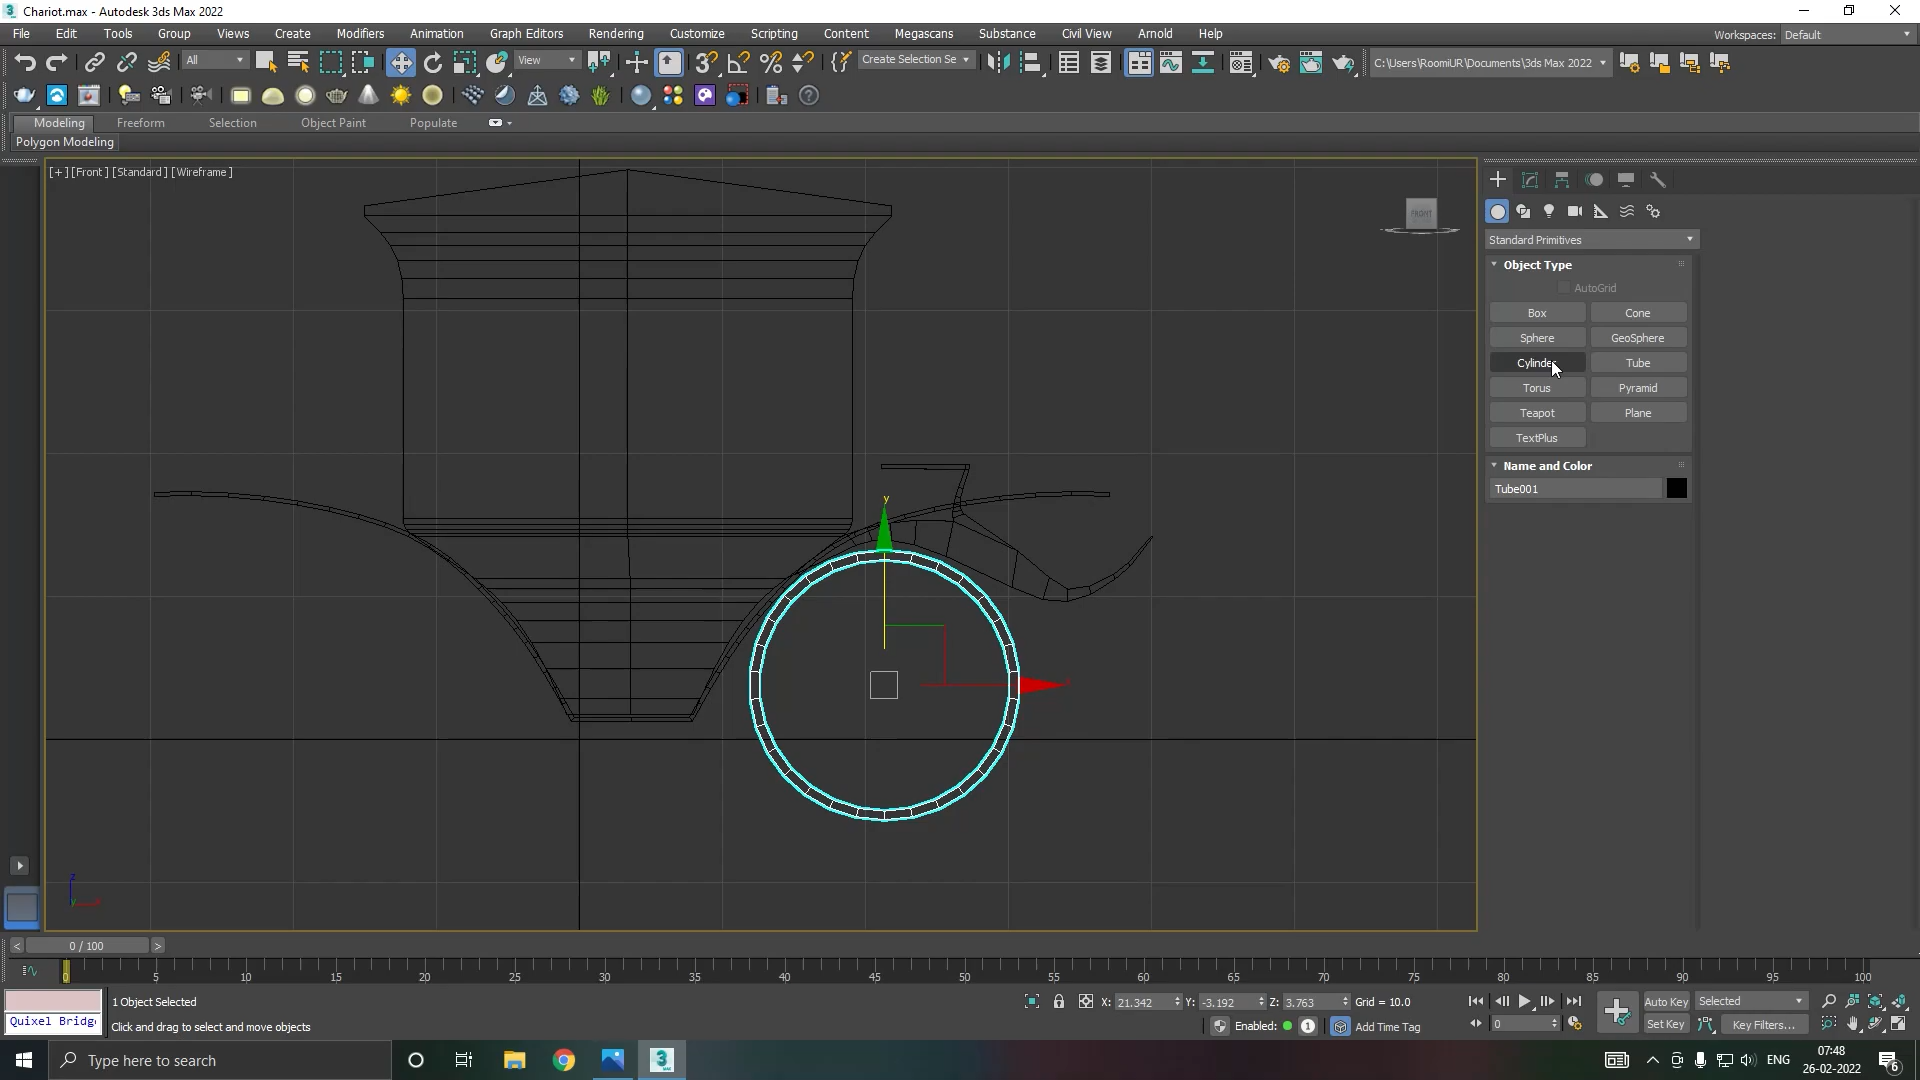 Chariot.max - Autodesk 3ds Max 2022
File Edit Tools Group Views Create Modifiers Animation Graph Editors Rendering Customize Scripting Content Megascans Substance Civil View Arnold Help
Workspaces: Default
All
View
Create Selection Se
C:\Users\RoomiUR\Documents\3ds Max 2022
Modeling Freeform Selection Object Paint Populate
Polygon Modeling
[+] [Front] [Standard] [Wireframe]
FRONT
Standard Primitives
Object Type
AutoGrid
Box Cone
Sphere GeoSphere
Cylinder Tube
Torus Pyramid
Teapot Plane
TextPlus
Name and Color
Tube001
y
z
0 / 100
0 5 10 15 20 25 30 35 40 45 50 55 60 65 70 75 80 85 90 95 100
1 Object Selected
X: 21.342 Y: -3.192 Z: 3.763 Grid = 10.0
Auto Key Selected
Quixel Bridg
Click and drag to select and move objects
Enabled: 1 Add Time Tag
0
Set Key Key Filters...
Type here to search
ENG
07:48
26-02-2022
6